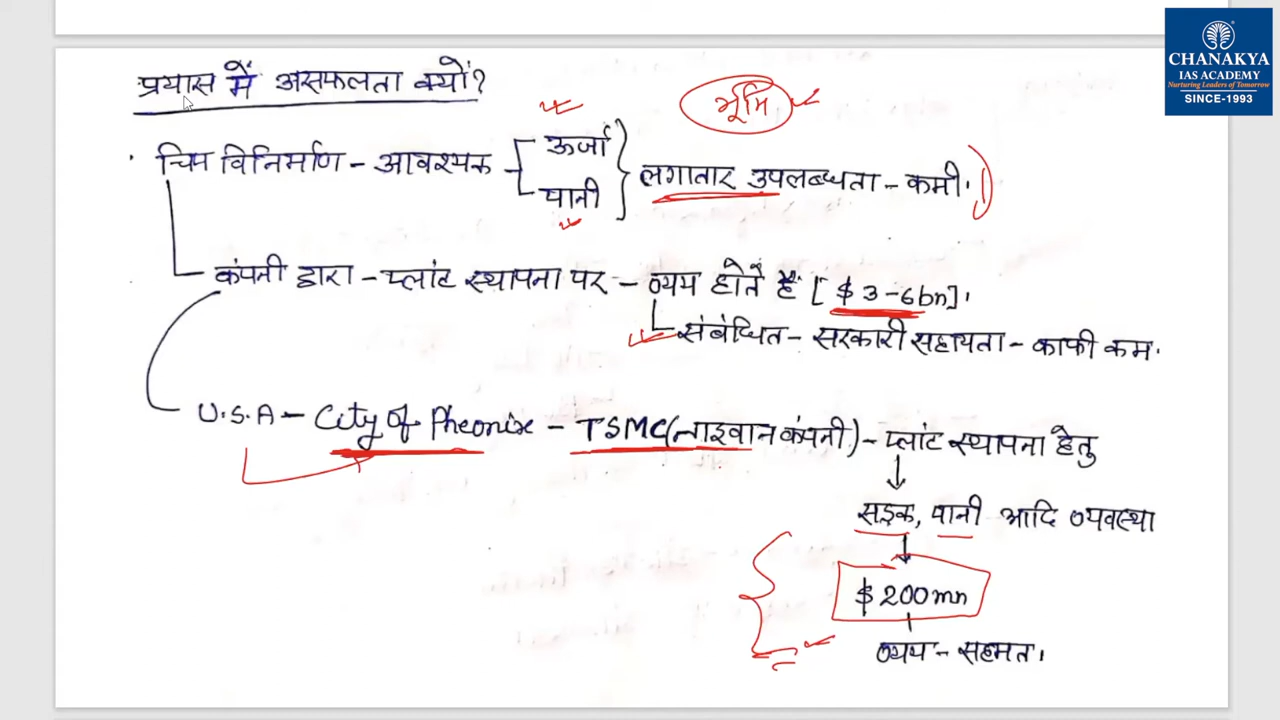 CHANAKYA
IAS ACADEMY
Nurturing Leaders of Tomorrow
SINCE-1993
प्रयास में असफलता क्यों?
भूमि
चिप विनिर्माण - आवश्यक - ऊर्जा
पानी
लगातार उपलब्धता - कमी.
कंपनी द्वारा - प्लांट स्थापना पर - व्यय होते हैं [$ 3-6bn].
संबंधित - सरकारी सहायता - काफी कम.
U.S.A - City of Pheonix - TSMC (ताइवान कंपनी) - प्लांट स्थापना हेतु
सड़क, पानी आदि व्यवस्था
$ 200mn
व्यय - सहमत.